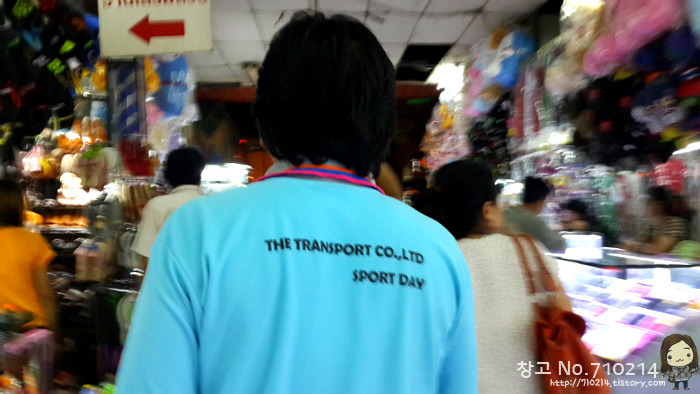 THE TRANSPORT CO.,LTD
SPORT DAY
창고 No.710214
http://710214.tistory.com/